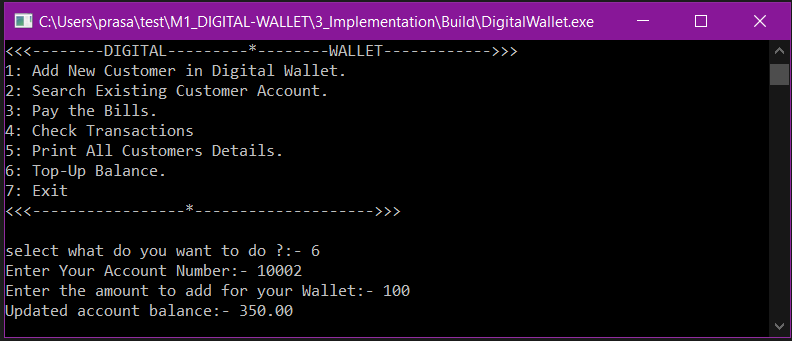 C:\Users\prasa\test\M1_DIGITAL-WALLET\3_Implementation\Build\DigitalWallet.exe
<<<--------DIGITAL---------*--------WALLET------------>>>
1: Add New Customer in Digital Wallet.
2: Search Existing Customer Account.
3: Pay the Bills.
4: Check Transactions
5: Print All Customers Details.
6: Top-Up Balance.
7: Exit
<<<-----------------*-------------------->>>
select what do you want to do ?:- 6
Enter Your Account Number:- 10002
Enter the amount to add for your Wallet:- 100
Updated account balance:- 350.00